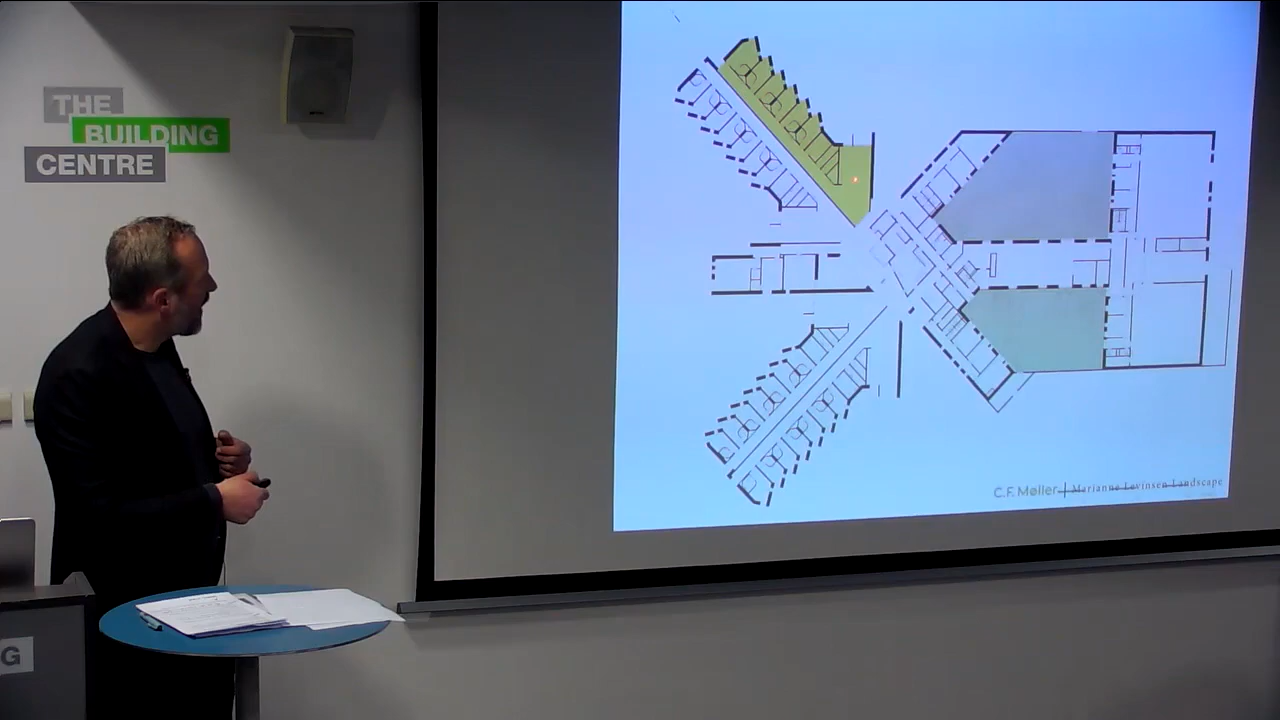 THE
BUILDING
CENTRE
C.F. Møller | Marianne Levinsen Landscape
G